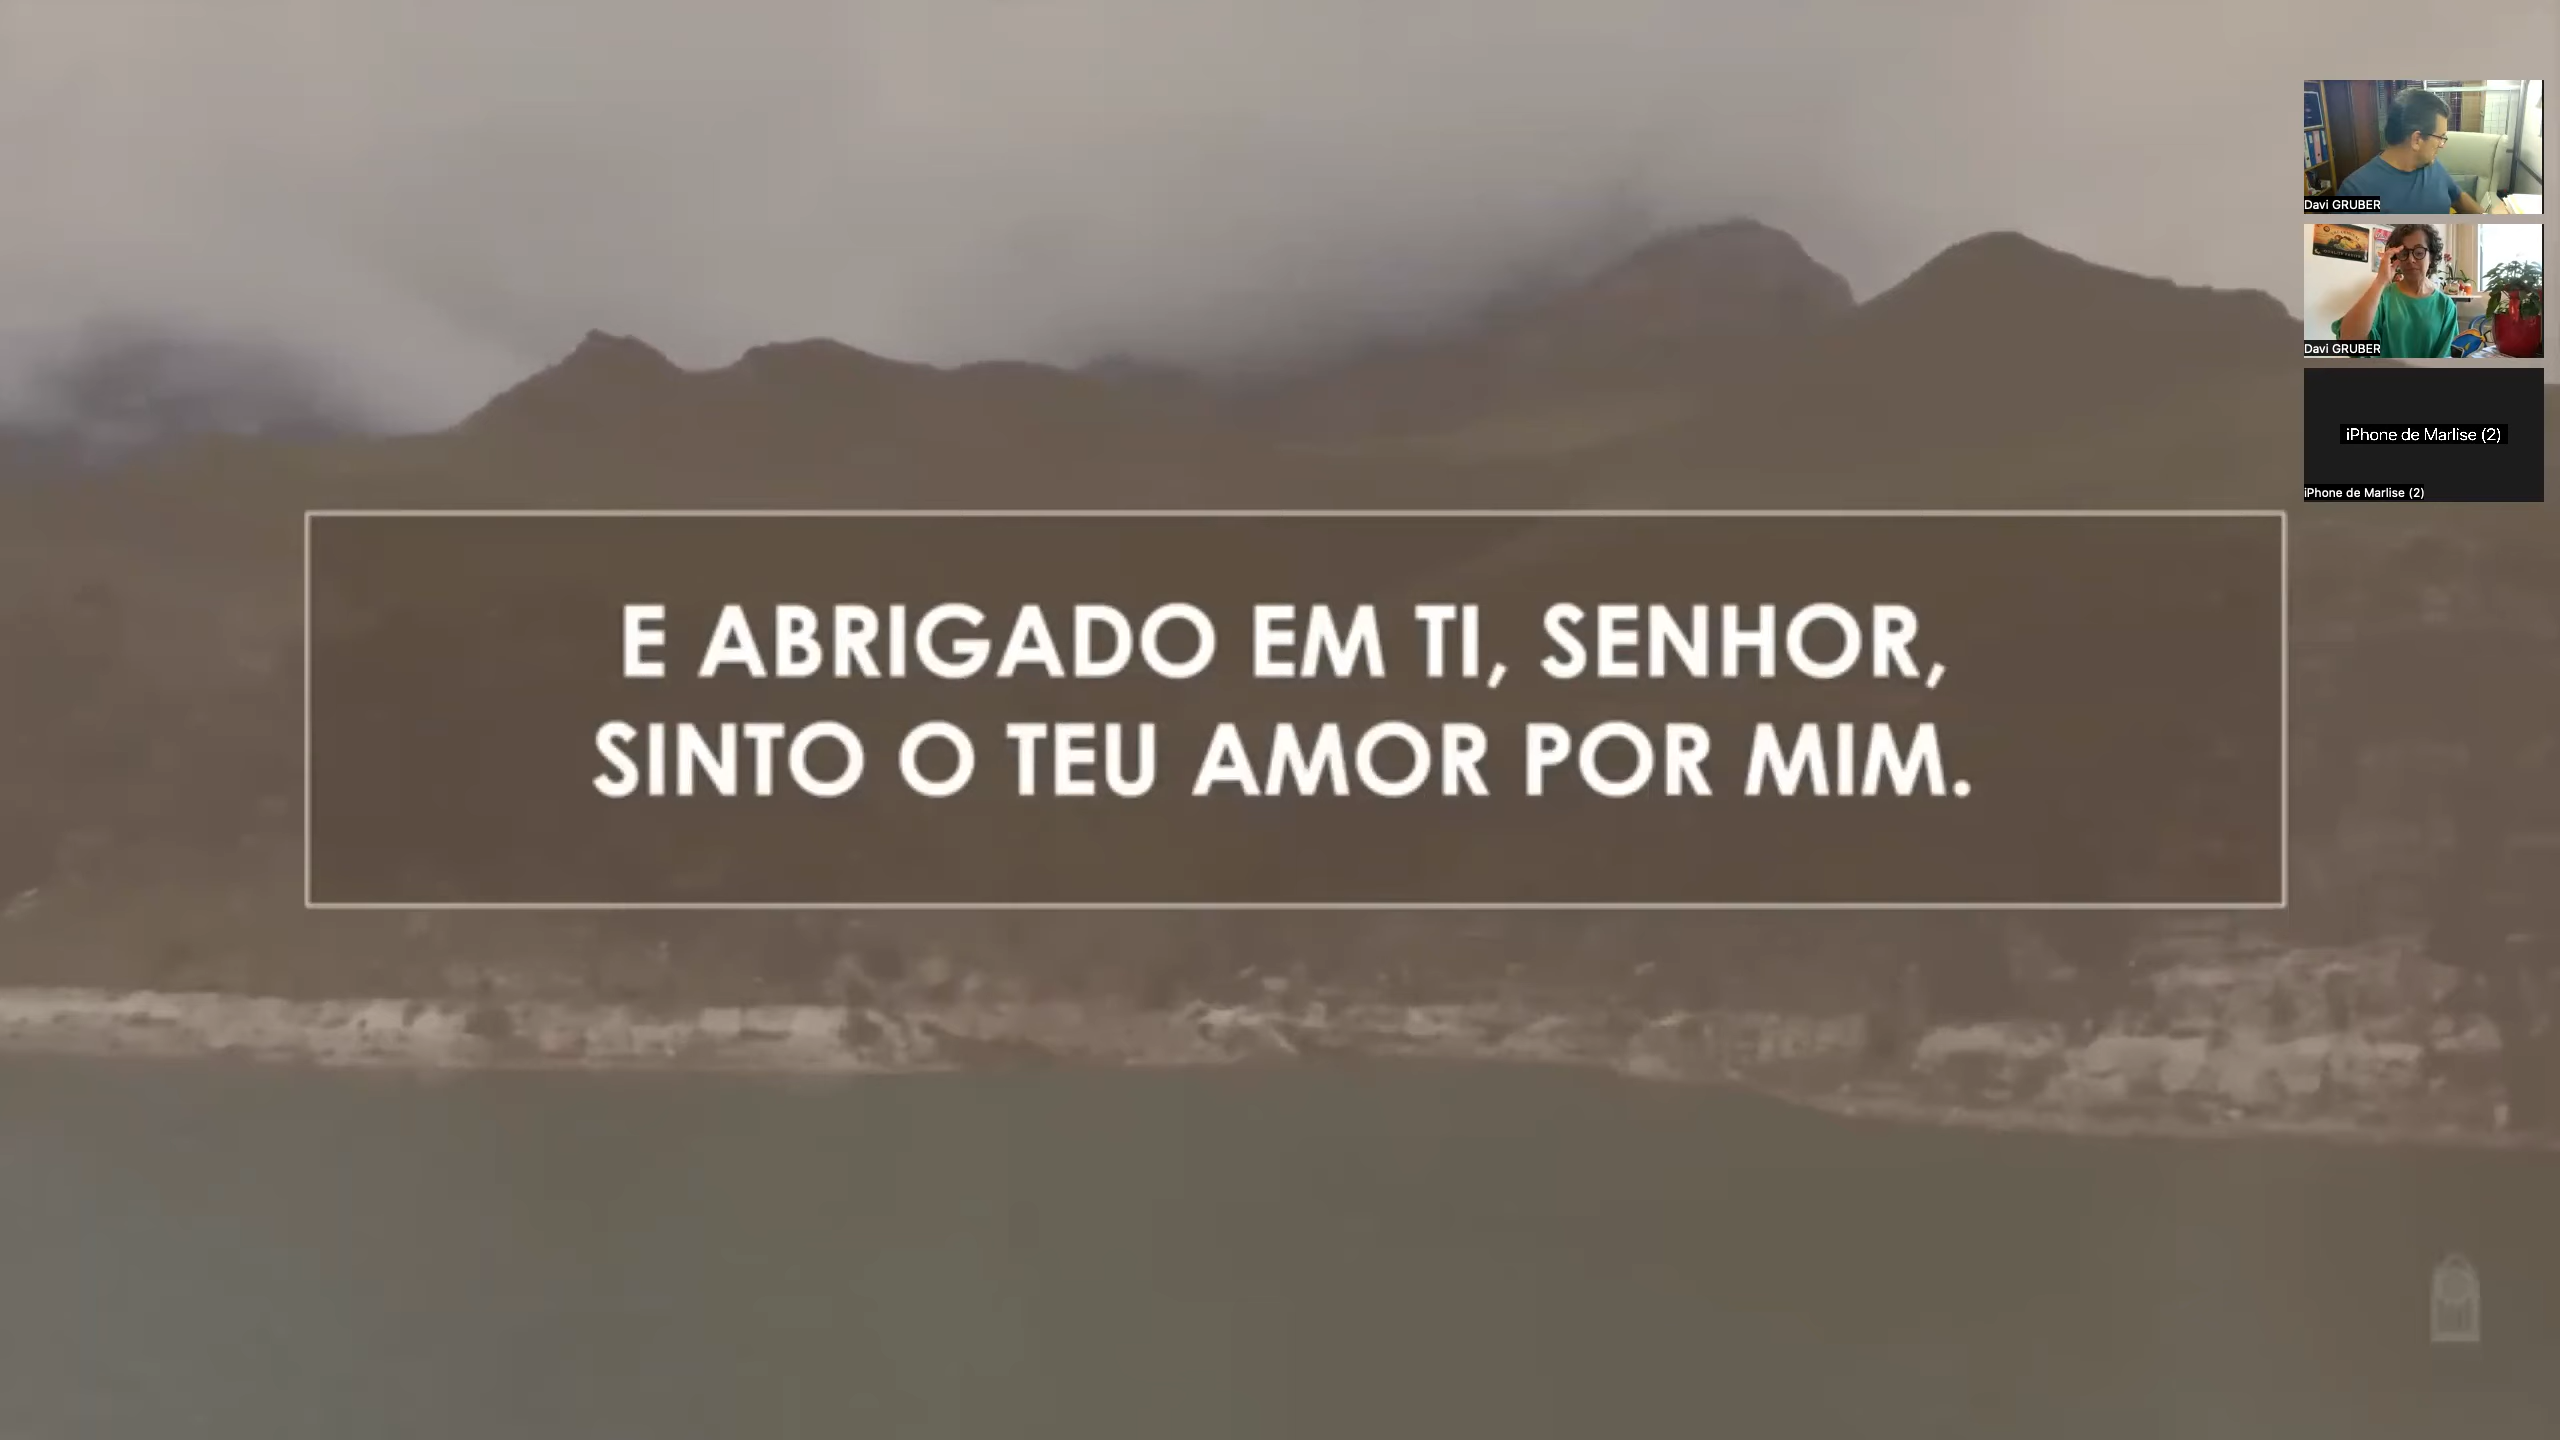 E ABRIGADO EM TI, SENHOR,
SINTO O TEU AMOR POR MIM.
Davi GRUBER
Davi GRUBER
iPhone de Marlise (2)
iPhone de Marlise (2)